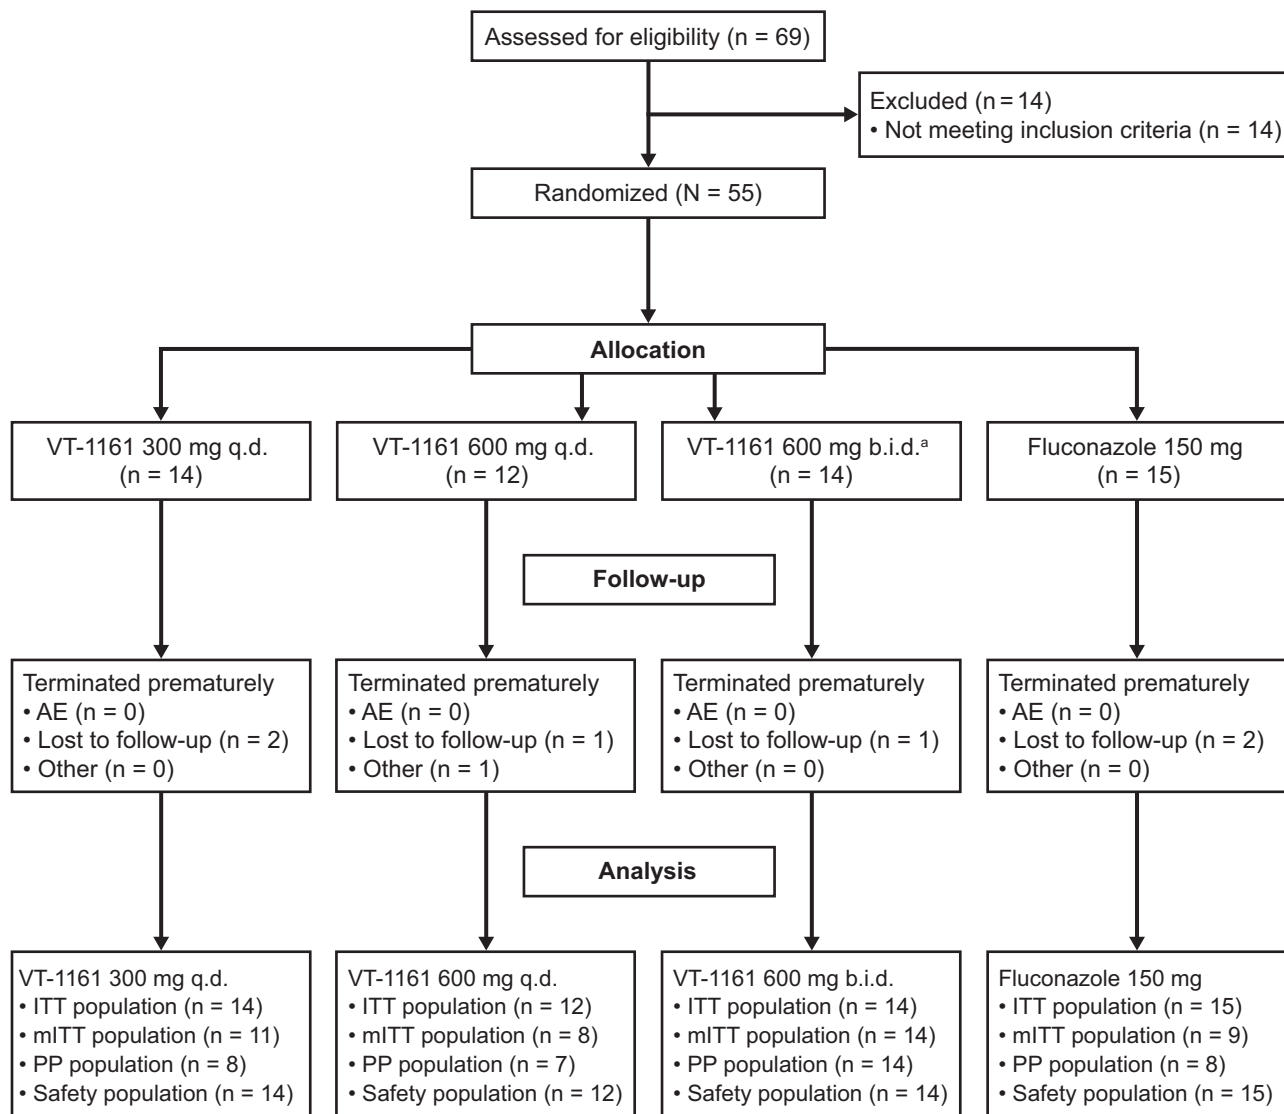 Assessed for eligibility (n = 69)
Excluded (n = 14)
• Not meeting inclusion criteria (n = 14)
Randomized (N = 55)
Allocation
VT-1161 300 mg q.d.
(n = 14)
VT-1161 600 mg q.d.
(n = 12)
VT-1161 600 mg b.i.d.ᵃ
(n = 14)
Fluconazole 150 mg
(n = 15)
Follow-up
Terminated prematurely
• AE (n = 0)
• Lost to follow-up (n = 2)
• Other (n = 0)
Terminated prematurely
• AE (n = 0)
• Lost to follow-up (n = 1)
• Other (n = 1)
Terminated prematurely
• AE (n = 0)
• Lost to follow-up (n = 1)
• Other (n = 0)
Terminated prematurely
• AE (n = 0)
• Lost to follow-up (n = 2)
• Other (n = 0)
Analysis
VT-1161 300 mg q.d.
• ITT population (n = 14)
• mITT population (n = 11)
• PP population (n = 8)
• Safety population (n = 14)
VT-1161 600 mg q.d.
• ITT population (n = 12)
• mITT population (n = 8)
• PP population (n = 7)
• Safety population (n = 12)
VT-1161 600 mg b.i.d.
• ITT population (n = 14)
• mITT population (n = 14)
• PP population (n = 14)
• Safety population (n = 14)
Fluconazole 150 mg
• ITT population (n = 15)
• mITT population (n = 9)
• PP population (n = 8)
• Safety population (n = 15)